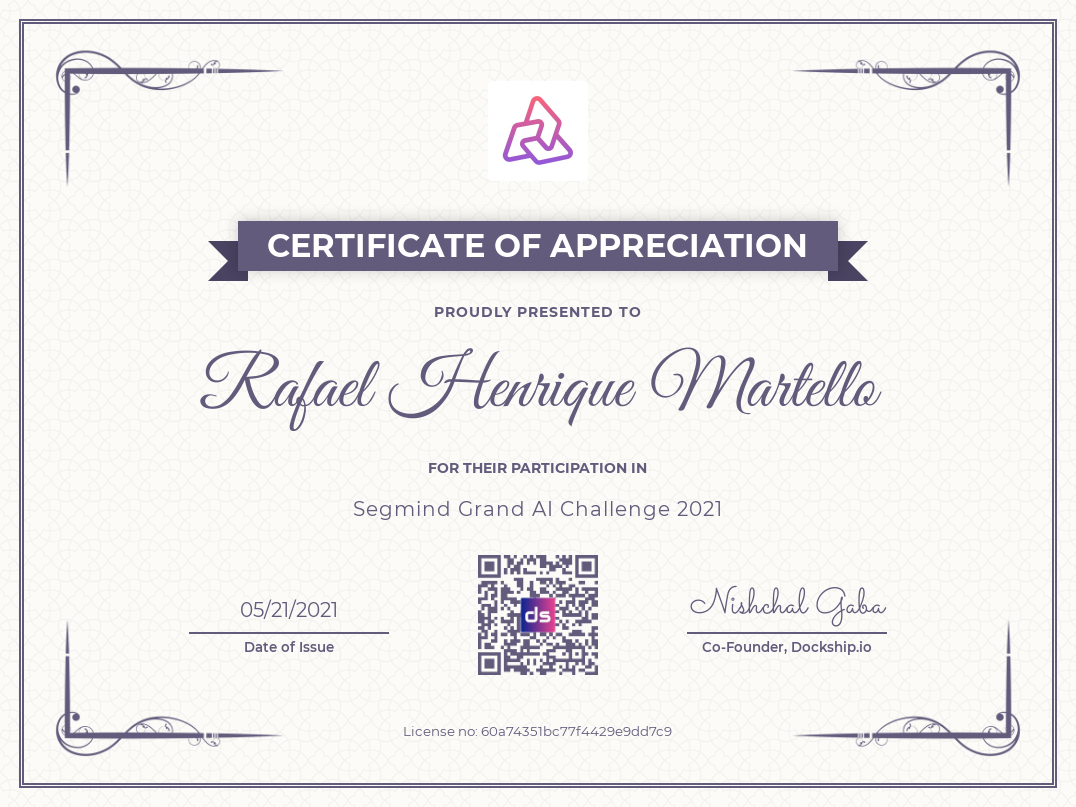 CERTIFICATE OF APPRECIATION
PROUDLY PRESENTED TO
Rafael Henrique Martello
FOR THEIR PARTICIPATION IN
Segmind Grand AI Challenge 2021
ds
05/21/2021
Date of Issue
Nishchal Gaba
Co-Founder, Dockship.io
License no: 60a74351bc77f4429e9dd7c9